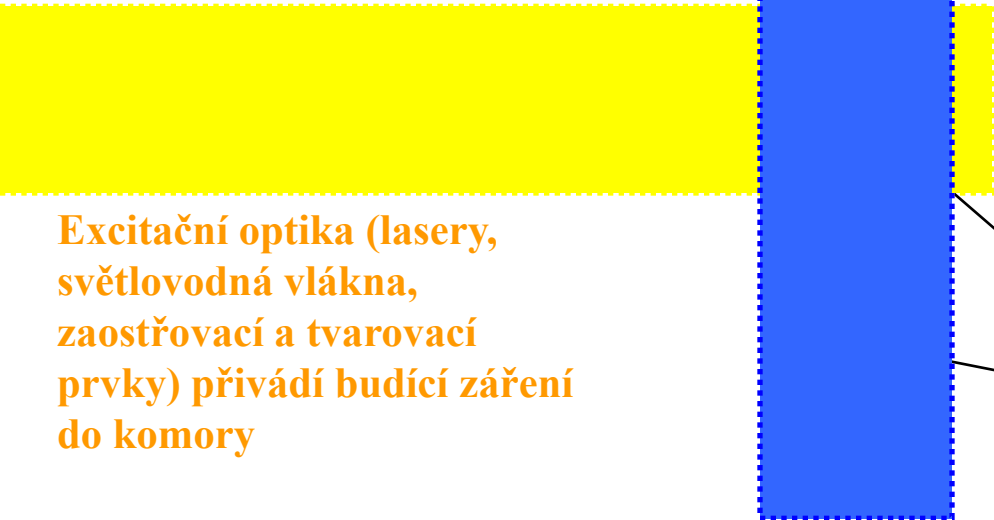 Excitační optika (lasery,
světlovodná vlákna,
zaostřovací a tvarovací
prvky) přivádí budící záření
do komory